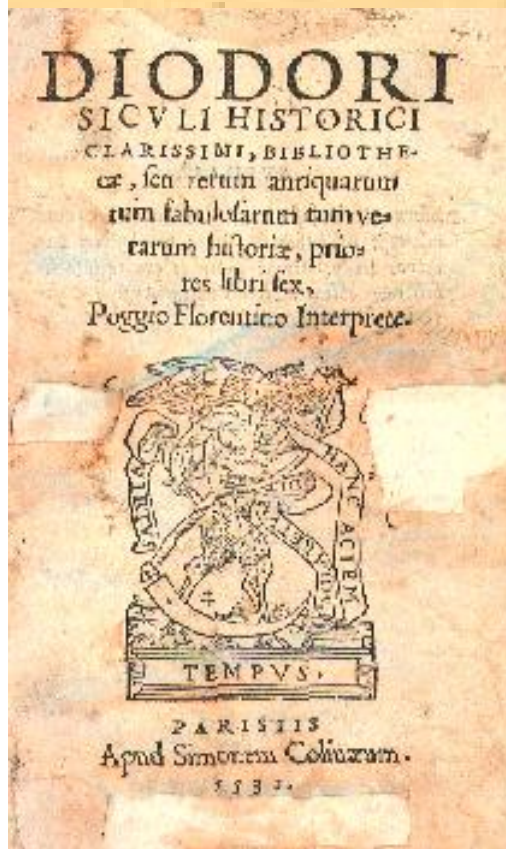 DIODORI
SICVLI HISTORICI
CLARISSIMI, BIBLIOTHE-
cæ, seu rerum antiquarum
tum fabulosarum tum ve-
rarum historiæ, prio-
res libri sex,
Poggio Florentino Interprete.
HANC ACIEM
TEMPVS.
PARISIIS
Apud Simonem Colinæum.